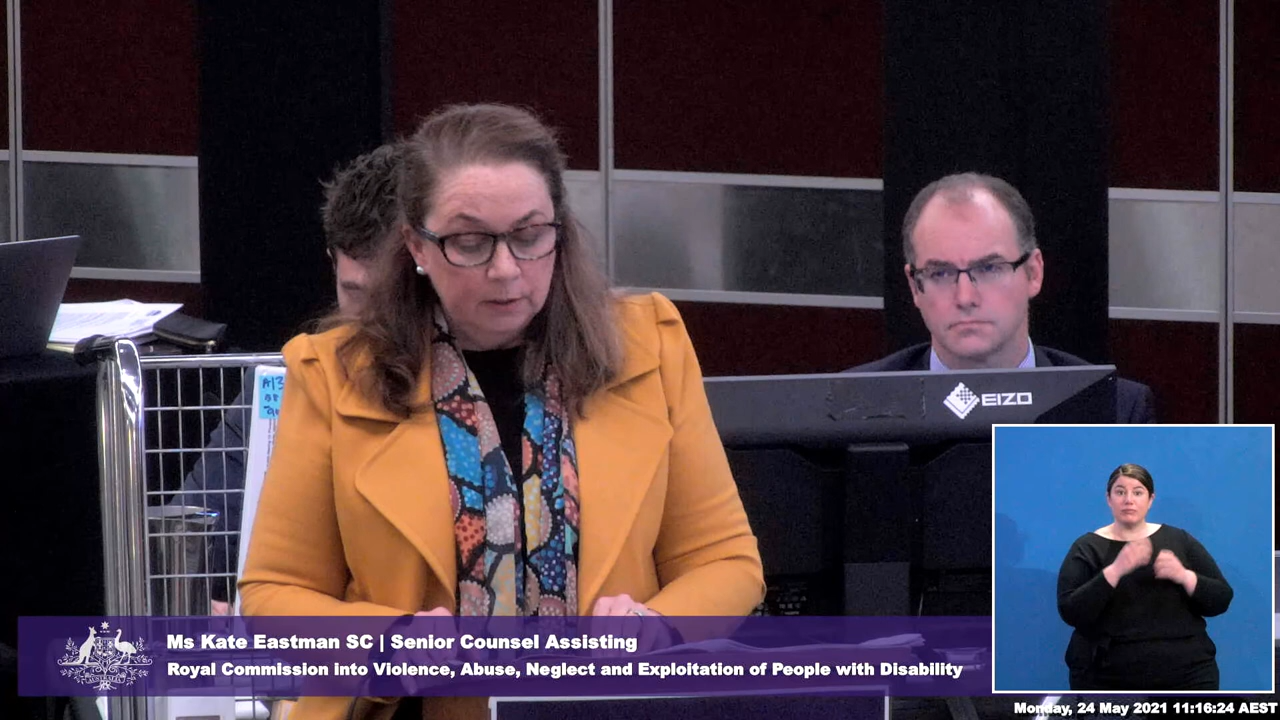 EIZO
Ms Kate Eastman SC | Senior Counsel Assisting
Royal Commission into Violence, Abuse, Neglect and Exploitation of People with Disability
AUSTRALIA
Monday, 24 May 2021 11:16:24 AEST